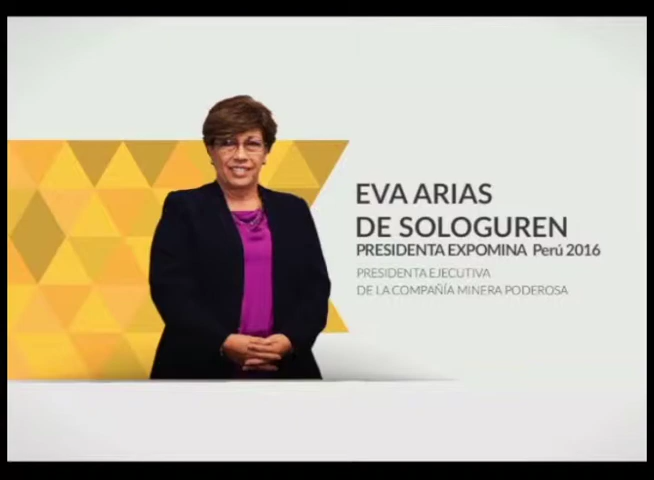 EVA ARIAS
DE SOLOGUREN
PRESIDENTA EXPOMINA Perú 2016
PRESIDENTA EJECUTIVA
DE LA COMPAÑÍA MINERA PODEROSA